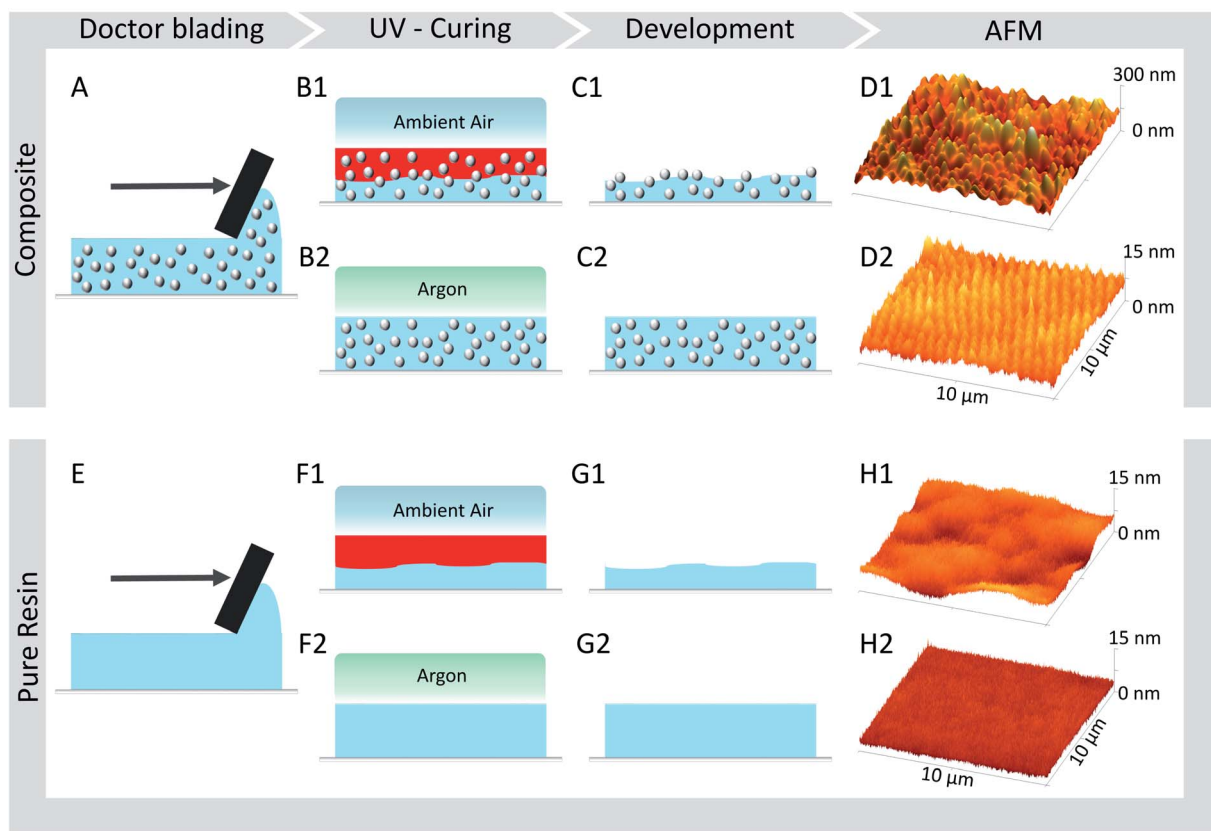 Doctor blading
UV - Curing
Development
AFM
Composite
A
B1
Ambient Air
C1
D1
300 nm
0 nm
B2
Argon
C2
D2
15 nm
0 nm
10 µm
10 µm
Pure Resin
E
F1
Ambient Air
G1
H1
15 nm
0 nm
F2
Argon
G2
H2
15 nm
0 nm
10 µm
10 µm